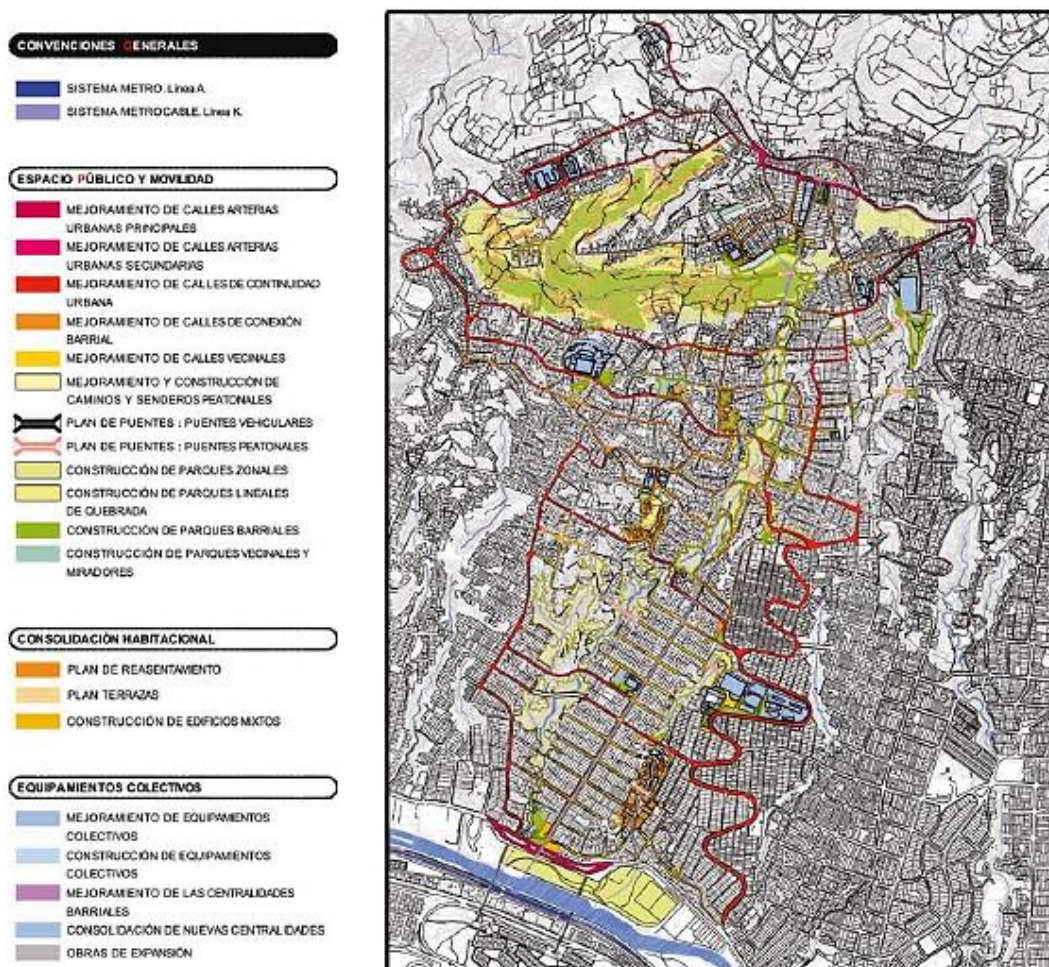 CONVENCIONES GENERALES
SISTEMA METRO. Línea A
SISTEMA METROCABLE. Línea K.
ESPACIO PÚBLICO Y MOVILIDAD
MEJORAMIENTO DE CALLES ARTERIAS
URBANAS PRINCIPALES
MEJORAMIENTO DE CALLES ARTERIAS
URBANAS SECUNDARIAS
MEJORAMIENTO DE CALLES DE CONTINUIDAD
URBANA
MEJORAMIENTO DE CALLES DE CONEXIÓN
BARRIAL
MEJORAMIENTO DE CALLES VECINALES
MEJORAMIENTO Y CONSTRUCCIÓN DE
CAMINOS Y SENDEROS PEATONALES
PLAN DE PUENTES : PUENTES VEHICULARES
PLAN DE PUENTES : PUENTES PEATONALES
CONSTRUCCIÓN DE PARQUES ZONALES
CONSTRUCCIÓN DE PARQUES LINEALES
DE QUEBRADA
CONSTRUCCIÓN DE PARQUES BARRIALES
CONSTRUCCIÓN DE PARQUES VECINALES Y
MIRADORES
CONSOLIDACIÓN HABITACIONAL
PLAN DE REASENTAMIENTO
PLAN TERRAZAS
CONSTRUCCIÓN DE EDIFICIOS MIXTOS
EQUIPAMIENTOS COLECTIVOS
MEJORAMIENTO DE EQUIPAMIENTOS
COLECTIVOS
CONSTRUCCIÓN DE EQUIPAMIENTOS
COLECTIVOS
MEJORAMIENTO DE LAS CENTRALIDADES
BARRIALES
CONSOLIDACIÓN DE NUEVAS CENTRALIDADES
OBRAS DE EXPANSIÓN